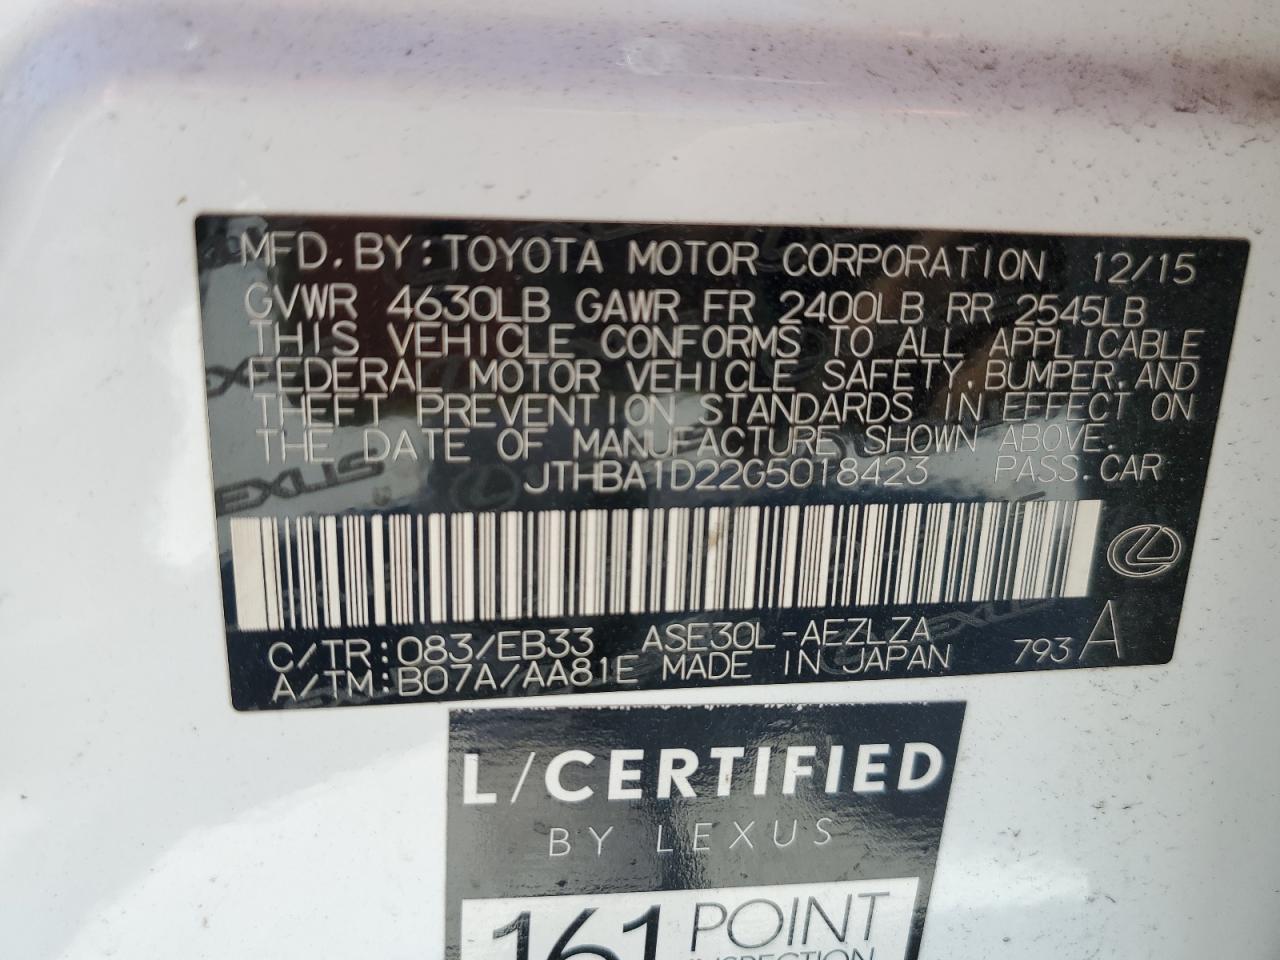 MFD. BY: TOYOTA MOTOR CORPORATION 12/15
GVWR 4630LB GAWR FR 2400LB RR 2545LB
THIS VEHICLE CONFORMS TO ALL APPLICABLE
FEDERAL MOTOR VEHICLE SAFETY, BUMPER, AND
THEFT PREVENTION STANDARDS IN EFFECT ON
THE DATE OF MANUFACTURE SHOWN ABOVE.
JTHBA1D22G5018423 PASS. CAR
C/TR: 083/EB33 ASE30L-AEZLZA
A/TM: B07A/AA81E MADE IN JAPAN 793 A
L/CERTIFIED
BY LEXUS
161 POINT
INSPECTION